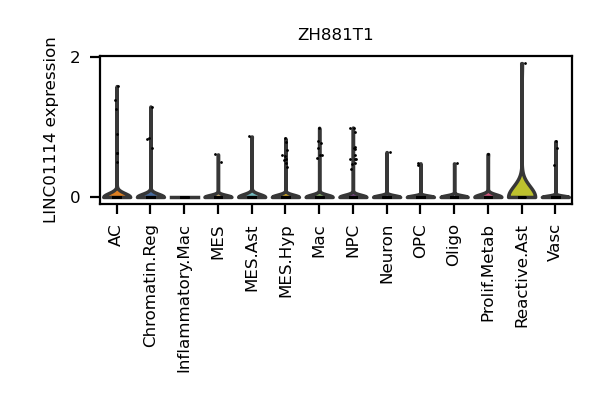 ZH881T1
LINC01114 expression
2
0
AC
Chromatin.Reg
Inflammatory.Mac
MES
MES.Ast
MES.Hyp
Mac
NPC
Neuron
OPC
Oligo
Prolif.Metab
Reactive.Ast
Vasc